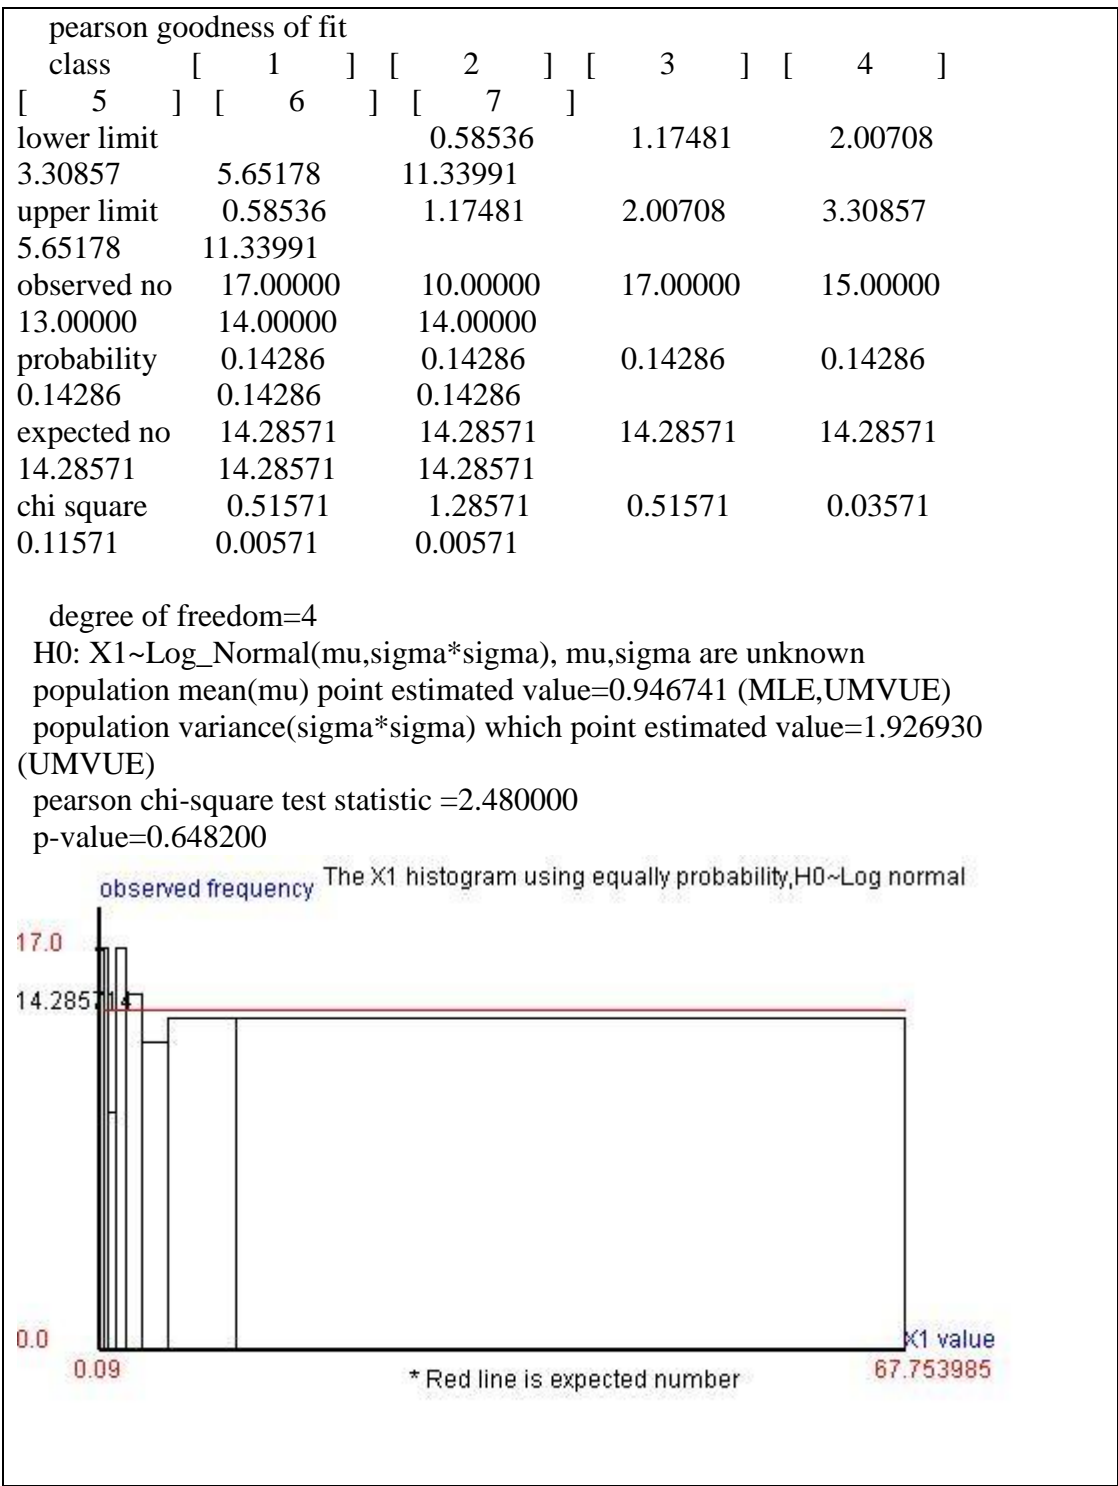 pearson goodness of fit
class [ 1 ] [ 2 ] [ 3 ] [ 4 ]
[ 5 ] [ 6 ] [ 7 ]
lower limit 0.58536 1.17481 2.00708
3.30857 5.65178 11.33991
upper limit 0.58536 1.17481 2.00708 3.30857
5.65178 11.33991
observed no 17.00000 10.00000 17.00000 15.00000
13.00000 14.00000 14.00000
probability 0.14286 0.14286 0.14286 0.14286
0.14286 0.14286 0.14286
expected no 14.28571 14.28571 14.28571 14.28571
14.28571 14.28571 14.28571
chi square 0.51571 1.28571 0.51571 0.03571
0.11571 0.00571 0.00571
degree of freedom=4
H0: X1~Log_Normal(mu,sigma*sigma), mu,sigma are unknown
population mean(mu) point estimated value=0.946741 (MLE,UMVUE)
population variance(sigma*sigma) which point estimated value=1.926930
(UMVUE)
pearson chi-square test statistic =2.480000
p-value=0.648200
The X1 histogram using equally probability,H0~Log normal
observed frequency
17.0
14.285714
0.0
X1 value
0.09
67.753985
* Red line is expected number